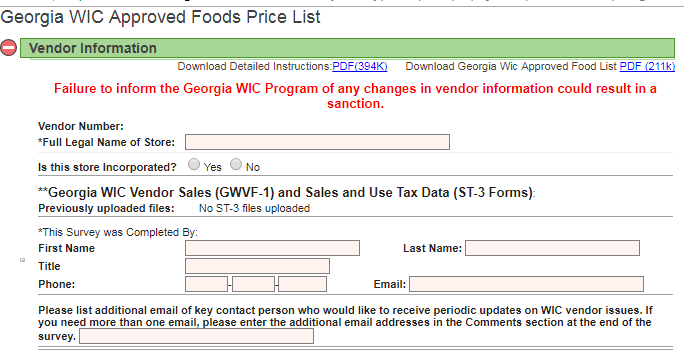 Georgia WIC Approved Foods Price List
Vendor Information
Download Detailed Instructions:PDF(394K) Download Georgia Wic Approved Food List PDF (211k)
Failure to inform the Georgia WIC Program of any changes in vendor information could result in a
sanction.
Vendor Number:
*Full Legal Name of Store:
Is this store Incorporated? Yes No
**Georgia WIC Vendor Sales (GWVF-1) and Sales and Use Tax Data (ST-3 Forms):
Previously uploaded files: No ST-3 files uploaded
*This Survey was Completed By:
First Name Last Name:
Title
Phone: - - Email:
Please list additional email of key contact person who would like to receive periodic updates on WIC vendor issues. If
you need more than one email, please enter the additional email addresses in the Comments section at the end of the
survey.